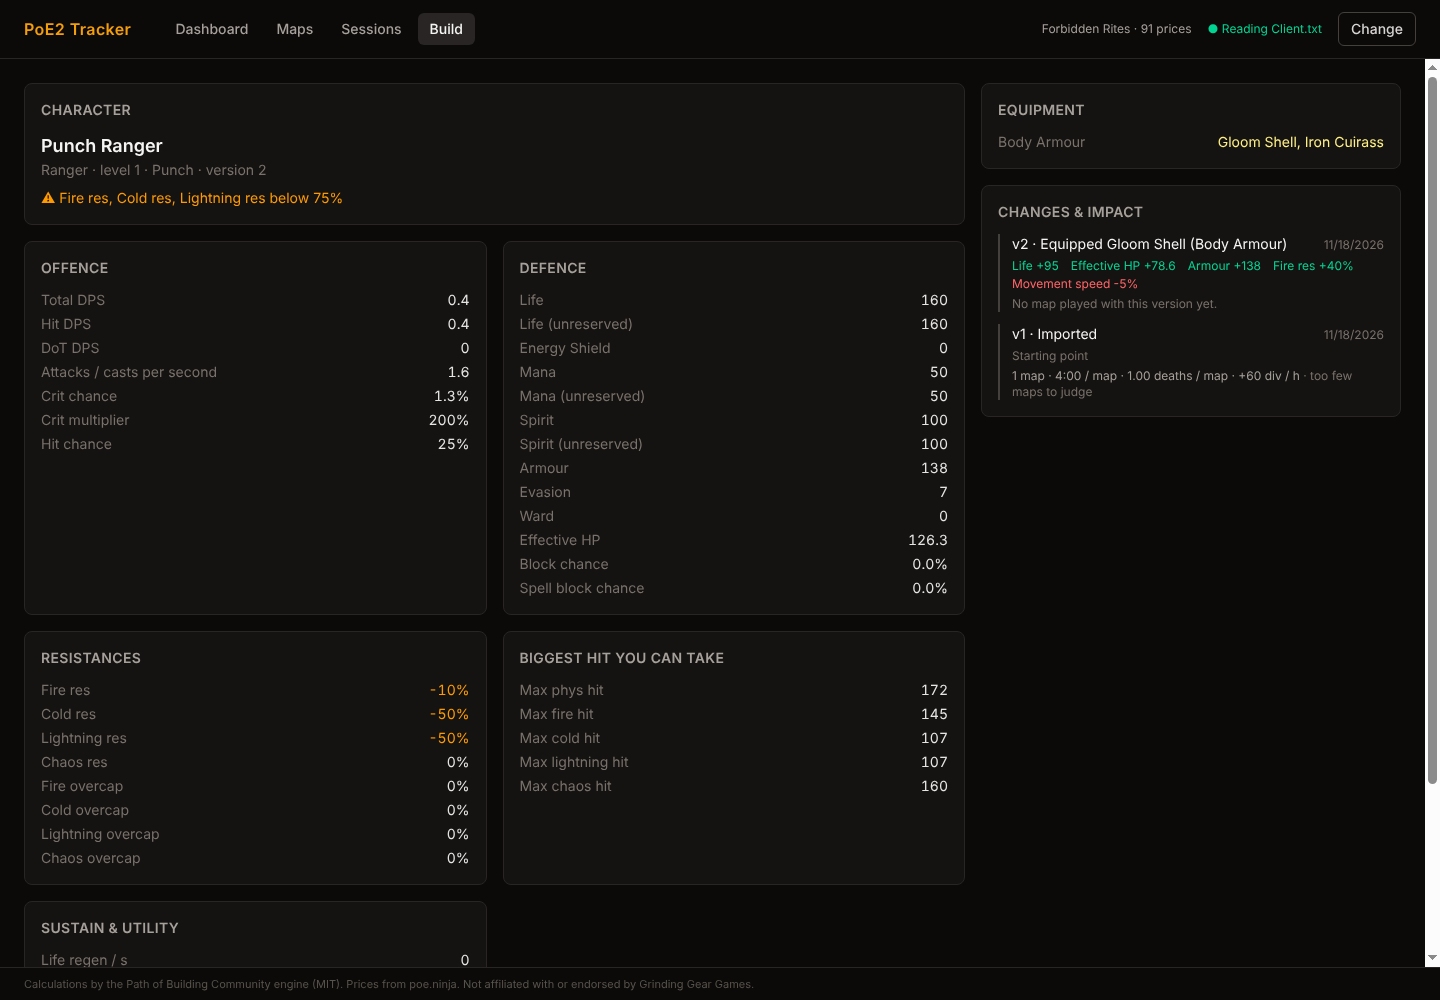 PoE2 Tracker
Dashboard
Maps
Sessions
Build
Forbidden Rites · 91 prices
Reading Client.txt
Change
CHARACTER
Punch Ranger
Ranger · level 1 · Punch · version 2
⚠ Fire res, Cold res, Lightning res below 75%
OFFENCE
Total DPS 0.4
Hit DPS 0.4
DoT DPS 0
Attacks / casts per second 1.6
Crit chance 1.3%
Crit multiplier 200%
Hit chance 25%
DEFENCE
Life 160
Life (unreserved) 160
Energy Shield 0
Mana 50
Mana (unreserved) 50
Spirit 100
Spirit (unreserved) 100
Armour 138
Evasion 7
Ward 0
Effective HP 126.3
Block chance 0.0%
Spell block chance 0.0%
RESISTANCES
Fire res -10%
Cold res -50%
Lightning res -50%
Chaos res 0%
Fire overcap 0%
Cold overcap 0%
Lightning overcap 0%
Chaos overcap 0%
BIGGEST HIT YOU CAN TAKE
Max phys hit 172
Max fire hit 145
Max cold hit 107
Max lightning hit 107
Max chaos hit 160
SUSTAIN & UTILITY
Life regen / s 0
EQUIPMENT
Body Armour Gloom Shell, Iron Cuirass
CHANGES & IMPACT
v2 · Equipped Gloom Shell (Body Armour) 11/18/2026
Life +95 Effective HP +78.6 Armour +138 Fire res +40%
Movement speed -5%
No map played with this version yet.
v1 · Imported 11/18/2026
Starting point
1 map · 4:00 / map · 1.00 deaths / map · +60 div / h · too few
maps to judge
Calculations by the Path of Building Community engine (MIT). Prices from poe.ninja. Not affiliated with or endorsed by Grinding Gear Games.